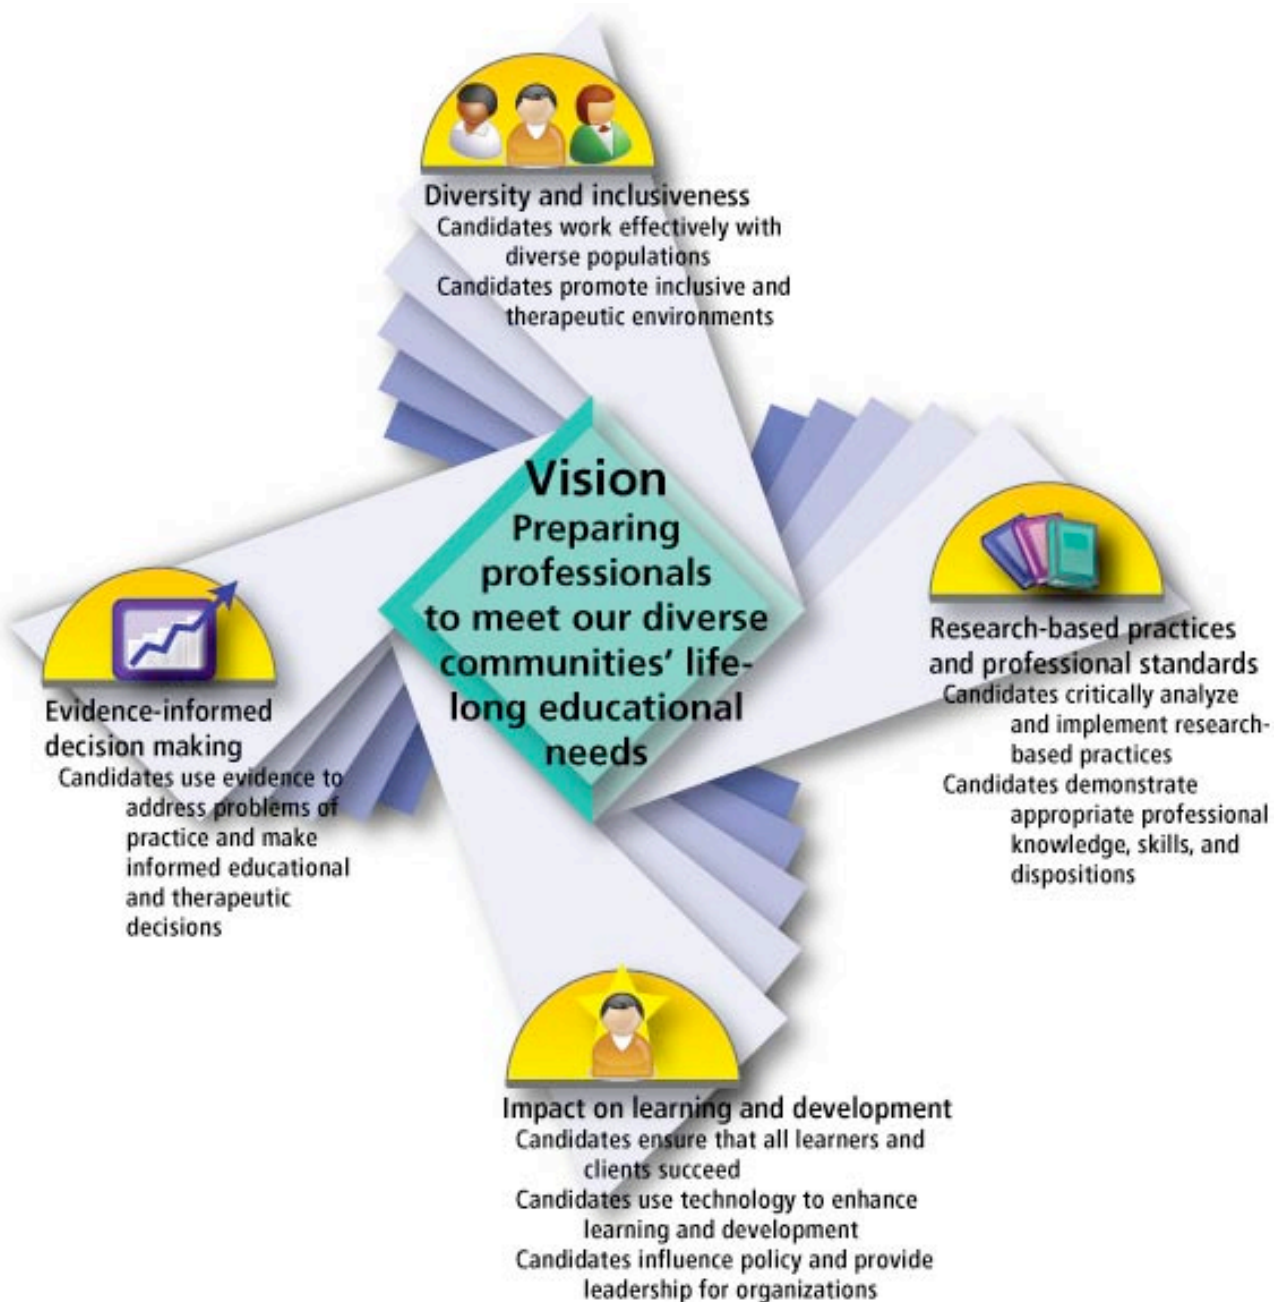 Diversity and inclusiveness
Candidates work effectively with
diverse populations
Candidates promote inclusive and
therapeutic environments
Vision
Preparing
professionals
to meet our diverse
communities’ life-
long educational
needs
Research-based practices
and professional standards
Candidates critically analyze
and implement research-
based practices
Candidates demonstrate
appropriate professional
knowledge, skills, and
dispositions
Evidence-informed
decision making
Candidates use evidence to
address problems of
practice and make
informed educational
and therapeutic
decisions
Impact on learning and development
Candidates ensure that all learners and
clients succeed
Candidates use technology to enhance
learning and development
Candidates influence policy and provide
leadership for organizations